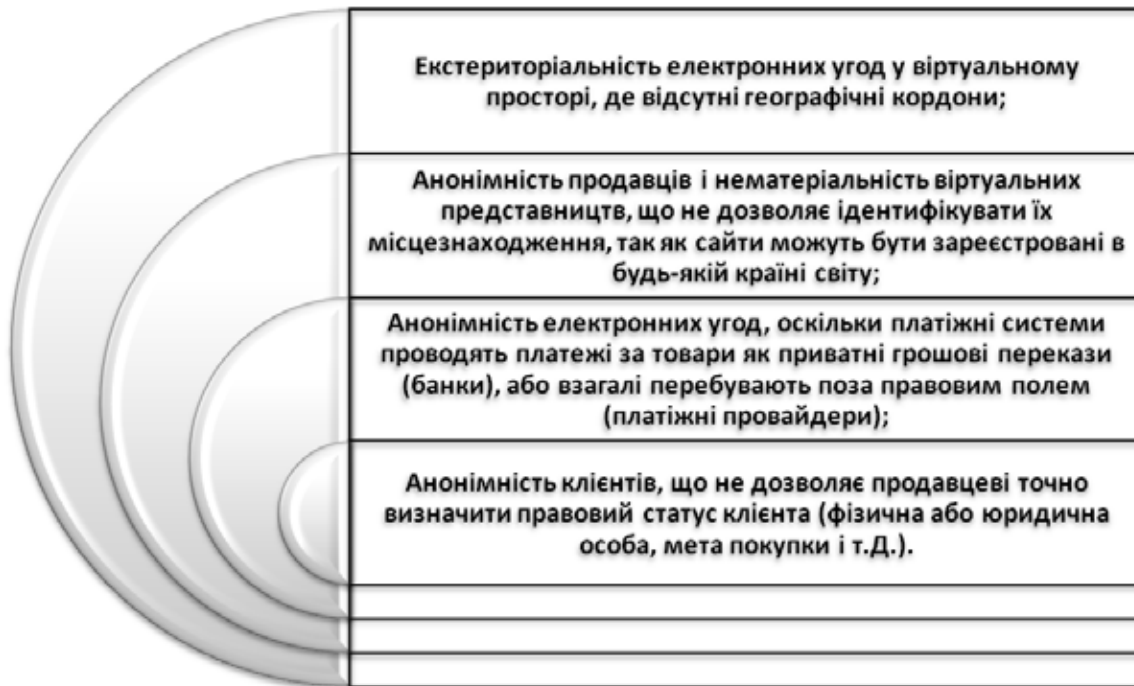 Екстериторіальність електронних угод у віртуальному
просторі, де відсутні географічні кордони;
Анонімність продавців і нематеріальність віртуальних
представництв, що не дозволяє ідентифікувати їх
місцезнаходження, так як сайти можуть бути зареєстровані в
будь-якій країні світу;
Анонімність електронних угод, оскільки платіжні системи
проводять платежі за товари як приватні грошові перекази
(банки), або взагалі перебувають поза правовим полем
(платіжні провайдери);
Анонімність клієнтів, що не дозволяє продавцеві точно
визначити правовий статус клієнта (фізична або юридична
особа, мета покупки і т.Д.).